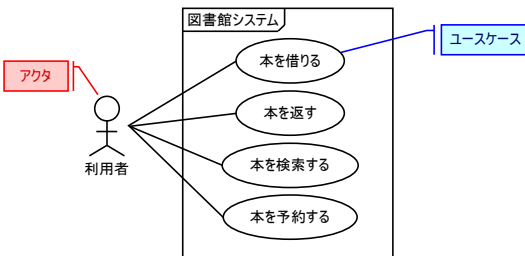 図書館システム
ユースケース
本を借りる
アクタ
本を返す
利用者
本を検索する
本を予約する